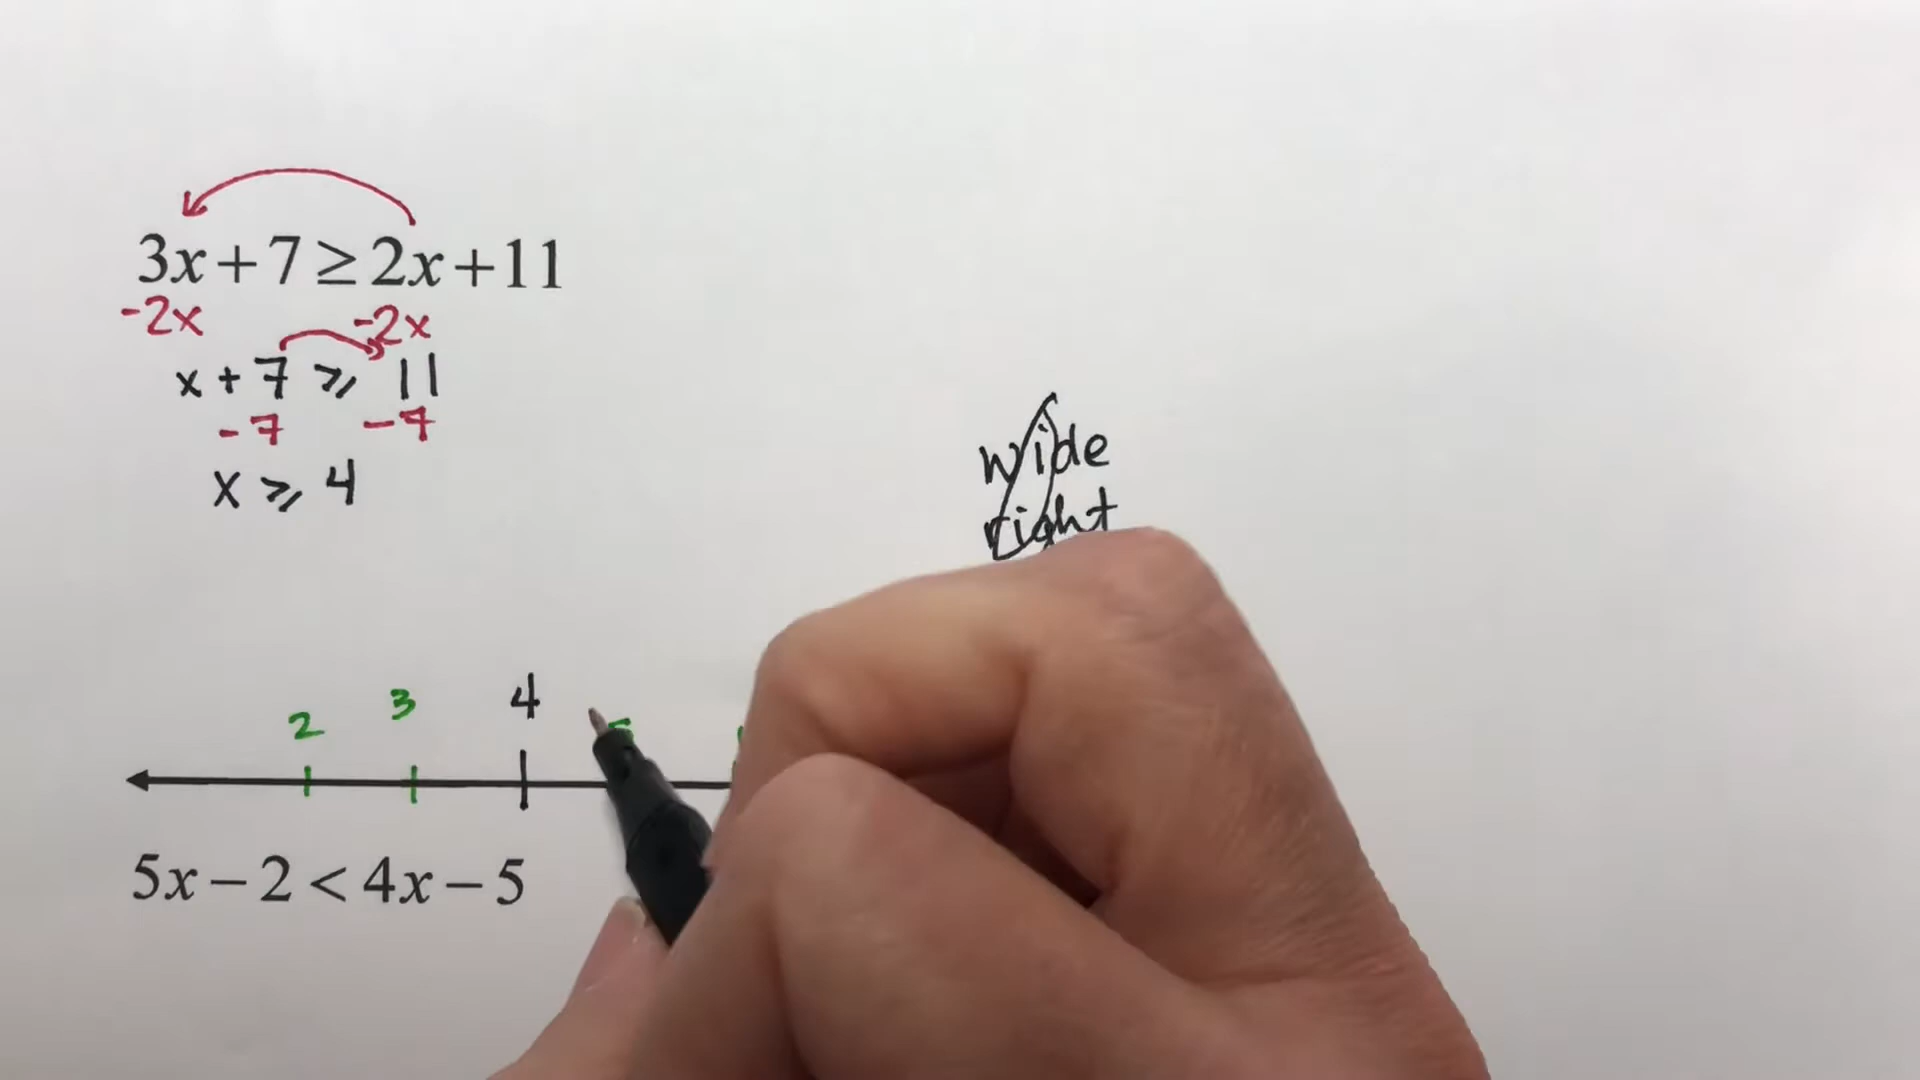 3x+7≥2x+11
-2x -2x
x+7 ≥ 11
-7 -7
x ≥ 4
wide
right
2 3 4 5
5x-2<4x-5